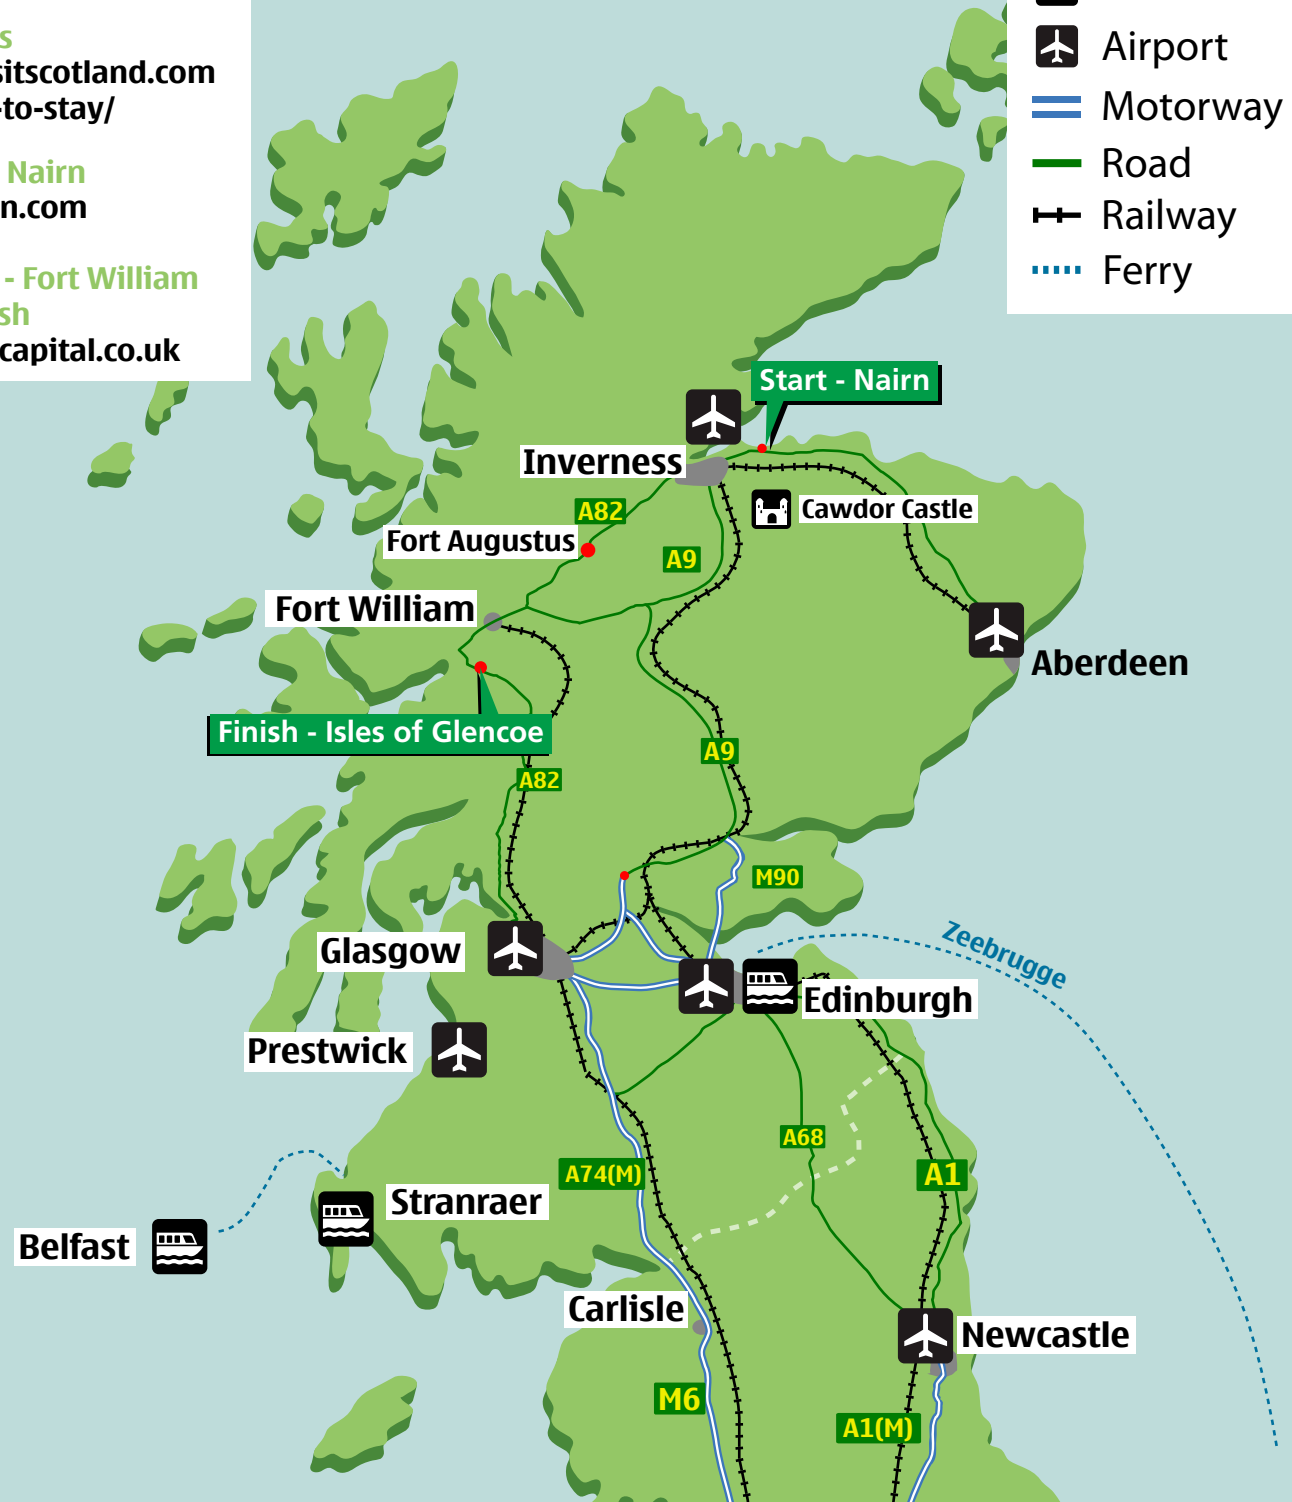 s
sitscotland.com
-to-stay/
Nairn
n.com
- Fort William
sh
capital.co.uk
Airport
Motorway
Road
Railway
Ferry
Start - Nairn
Inverness
Cawdor Castle
A82
Fort Augustus
A9
Fort William
Aberdeen
Finish - Isles of Glencoe
A9
A82
M90
Glasgow
Zeebrugge
Edinburgh
Prestwick
A68
A74(M)
A1
Stranraer
Belfast
Carlisle
Newcastle
M6
A1(M)